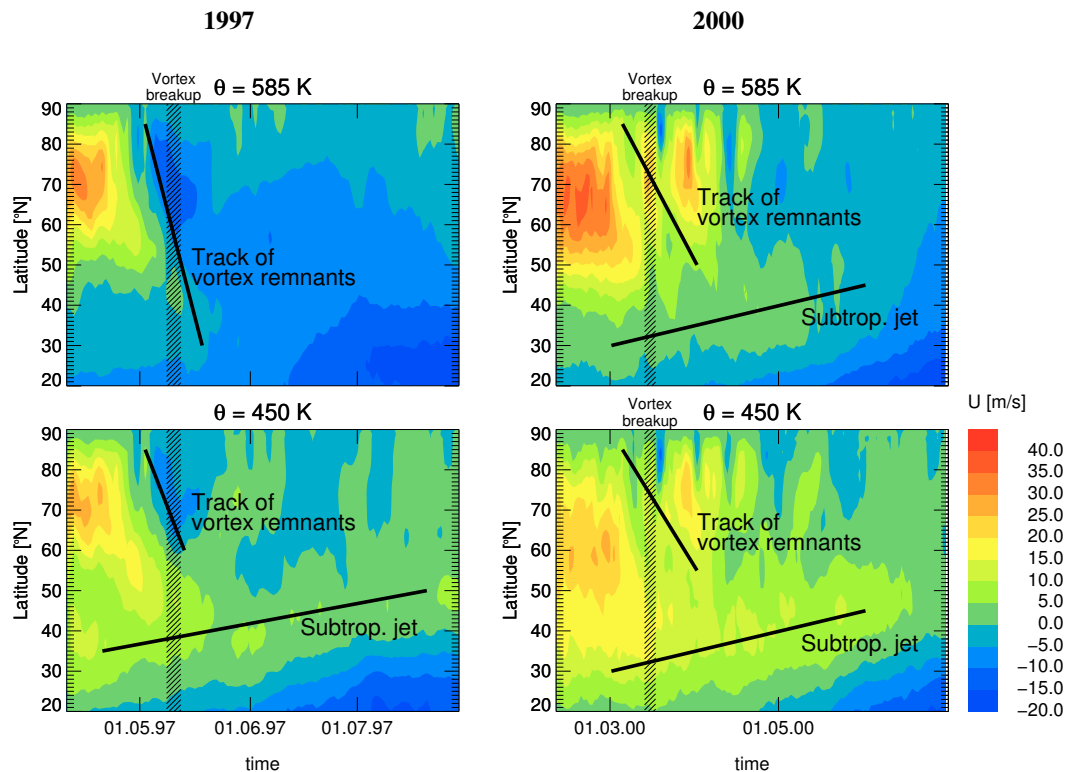 1997
2000
Vortex
breakup
θ = 585 K
Vortex
breakup
θ = 585 K
90
80
70
60
50
40
30
20
Latitude [°N]
Track of
vortex remnants
90
80
70
60
50
40
30
20
Latitude [°N]
Track of
vortex remnants
Subtrop. jet
θ = 450 K
Vortex
breakup
θ = 450 K
90
80
70
60
50
40
30
20
Latitude [°N]
Track of
vortex remnants
Subtrop. jet
01.05.97
01.06.97
01.07.97
time
90
80
70
60
50
40
30
20
Latitude [°N]
Track of
vortex remnants
Subtrop. jet
01.03.00
01.05.00
time
U [m/s]
40.0
35.0
30.0
25.0
20.0
15.0
10.0
5.0
0.0
−5.0
−10.0
−15.0
−20.0